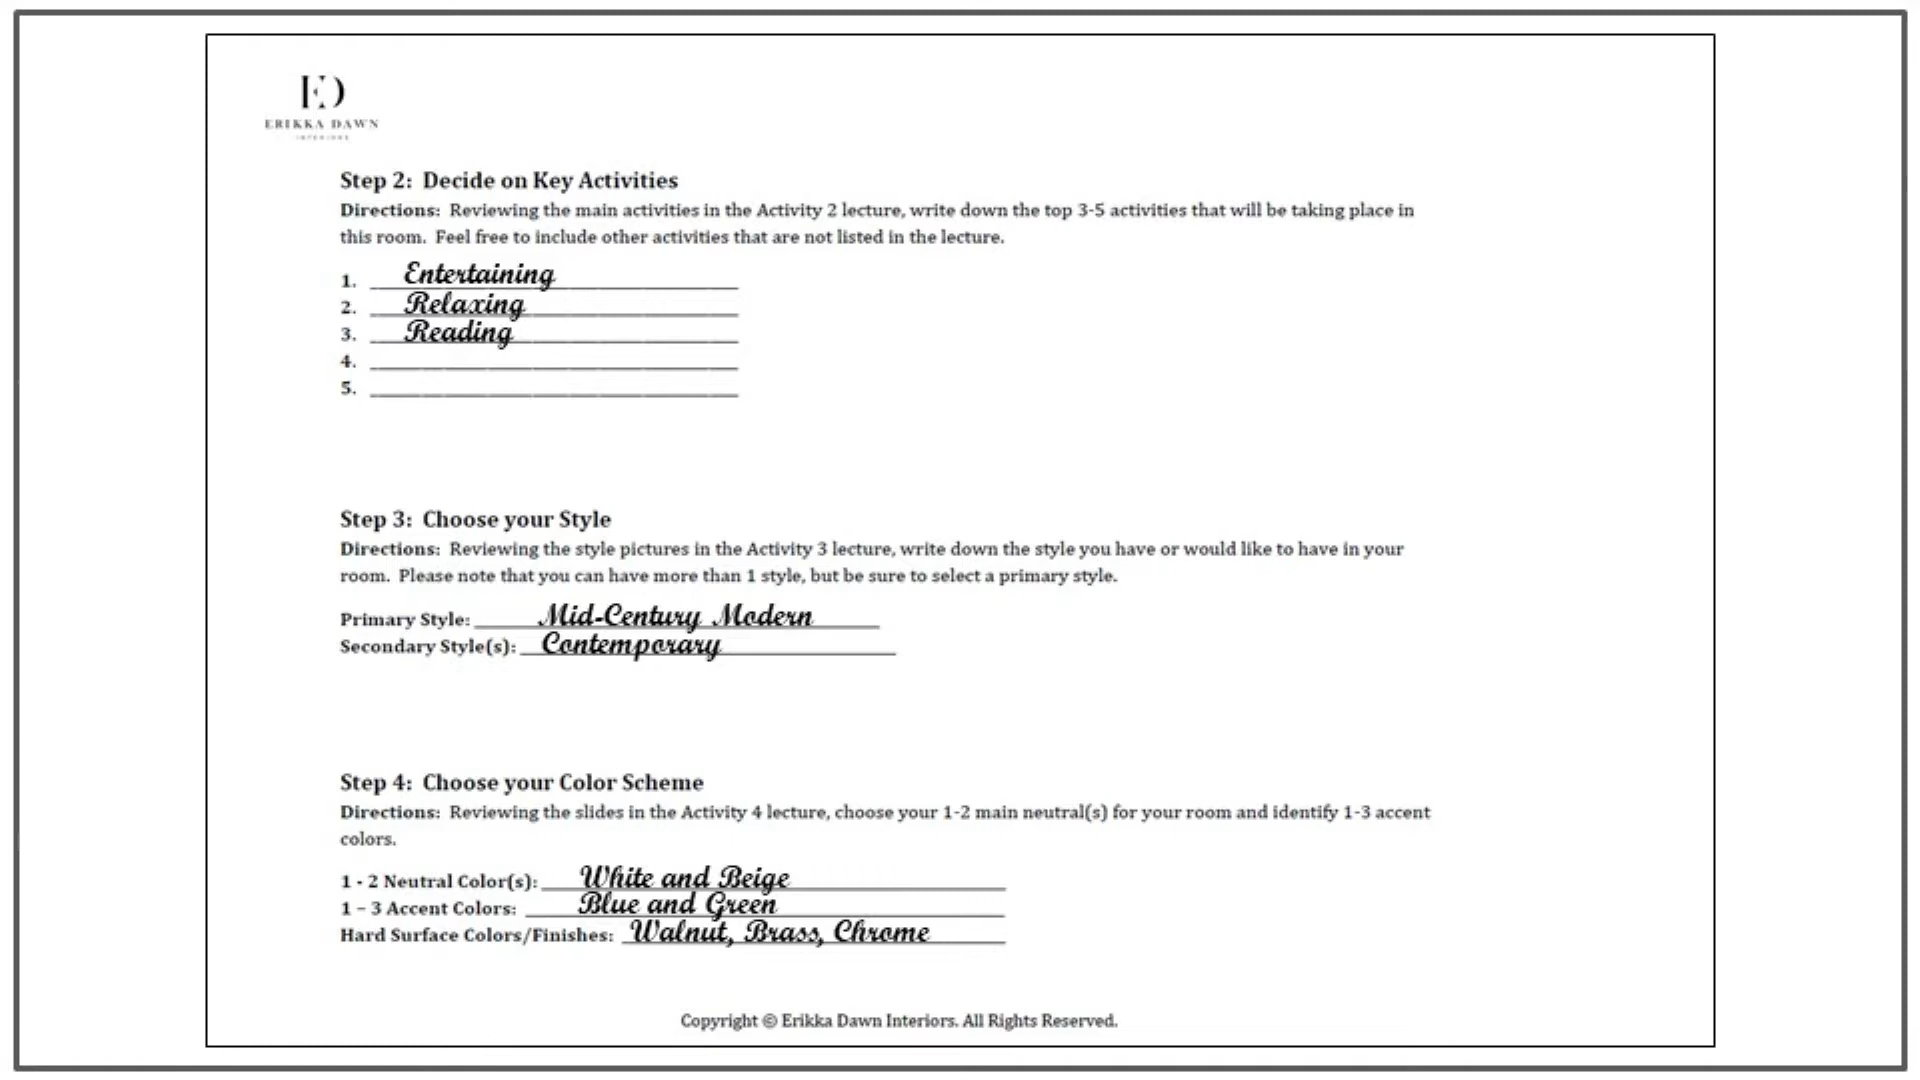 ERIKKA DAWN
INTERIORS
Step 2: Decide on Key Activities
Directions: Reviewing the main activities in the Activity 2 lecture, write down the top 3-5 activities that will be taking place in
this room. Feel free to include other activities that are not listed in the lecture.
1. Entertaining
2. Relaxing
3. Reading
4.
5.
Step 3: Choose your Style
Directions: Reviewing the style pictures in the Activity 3 lecture, write down the style you have or would like to have in your
room. Please note that you can have more than 1 style, but be sure to select a primary style.
Primary Style: Mid-Century Modern
Secondary Style(s): Contemporary
Step 4: Choose your Color Scheme
Directions: Reviewing the slides in the Activity 4 lecture, choose your 1-2 main neutral(s) for your room and identify 1-3 accent
colors.
1 - 2 Neutral Color(s): White and Beige
1 – 3 Accent Colors: Blue and Green
Hard Surface Colors/Finishes: Walnut, Brass, Chrome
Copyright © Erikka Dawn Interiors. All Rights Reserved.